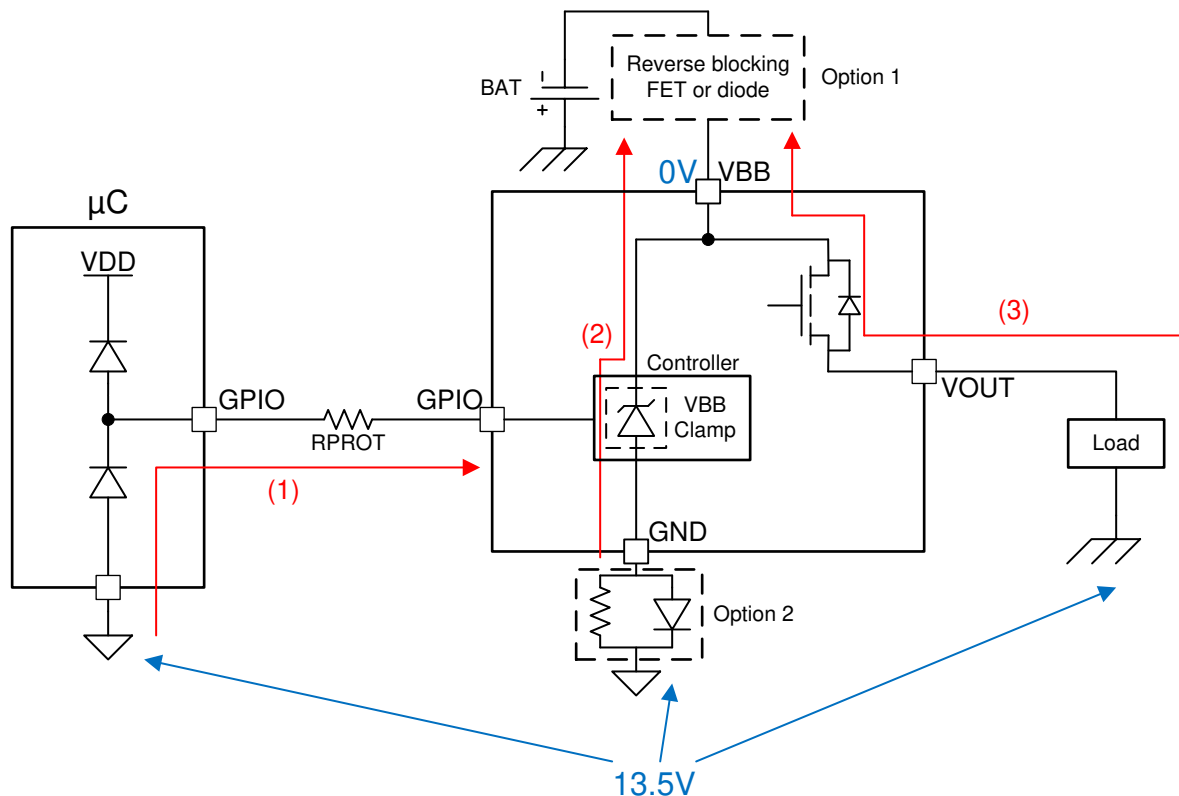 Reverse blocking
FET or diode
Option 1
BAT
-
+
0V
VBB
µC
VDD
(2)
(3)
Controller
GPIO
GPIO
VBB
Clamp
VOUT
RPROT
Load
(1)
GND
Option 2
13.5V